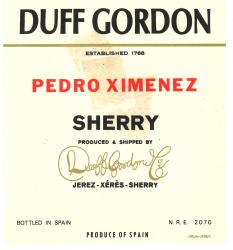 DUFF GORDON
ESTABLISHED 1768
PEDRO XIMENEZ
SHERRY
PRODUCED & SHIPPED BY
Duff Gordon & Co
JEREZ-XÉRÈS-SHERRY
BOTTLED IN SPAIN N.R.E. 2070
PRODUCE OF SPAIN